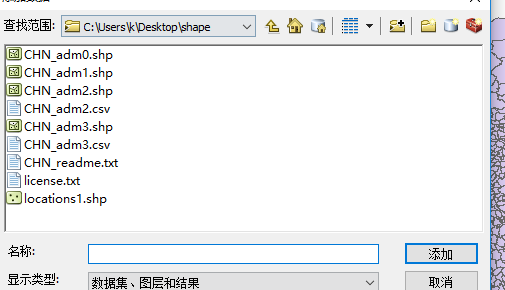 查找范围: C:\Users\k\Desktop\shape
CHN_adm0.shp
CHN_adm1.shp
CHN_adm2.shp
CHN_adm2.csv
CHN_adm3.shp
CHN_adm3.csv
CHN_readme.txt
license.txt
locations1.shp
名称: 添加
显示类型: 数据集、图层和结果 取消